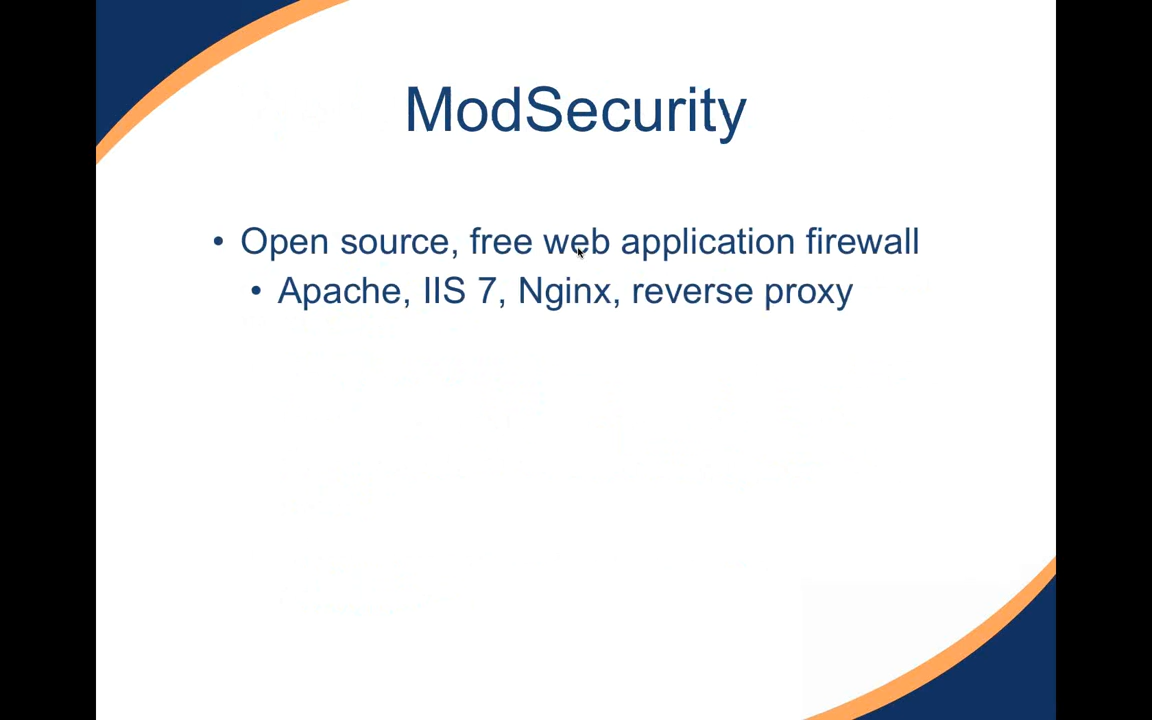 ModSecurity
• Open source, free web application firewall
• Apache, IIS 7, Nginx, reverse proxy